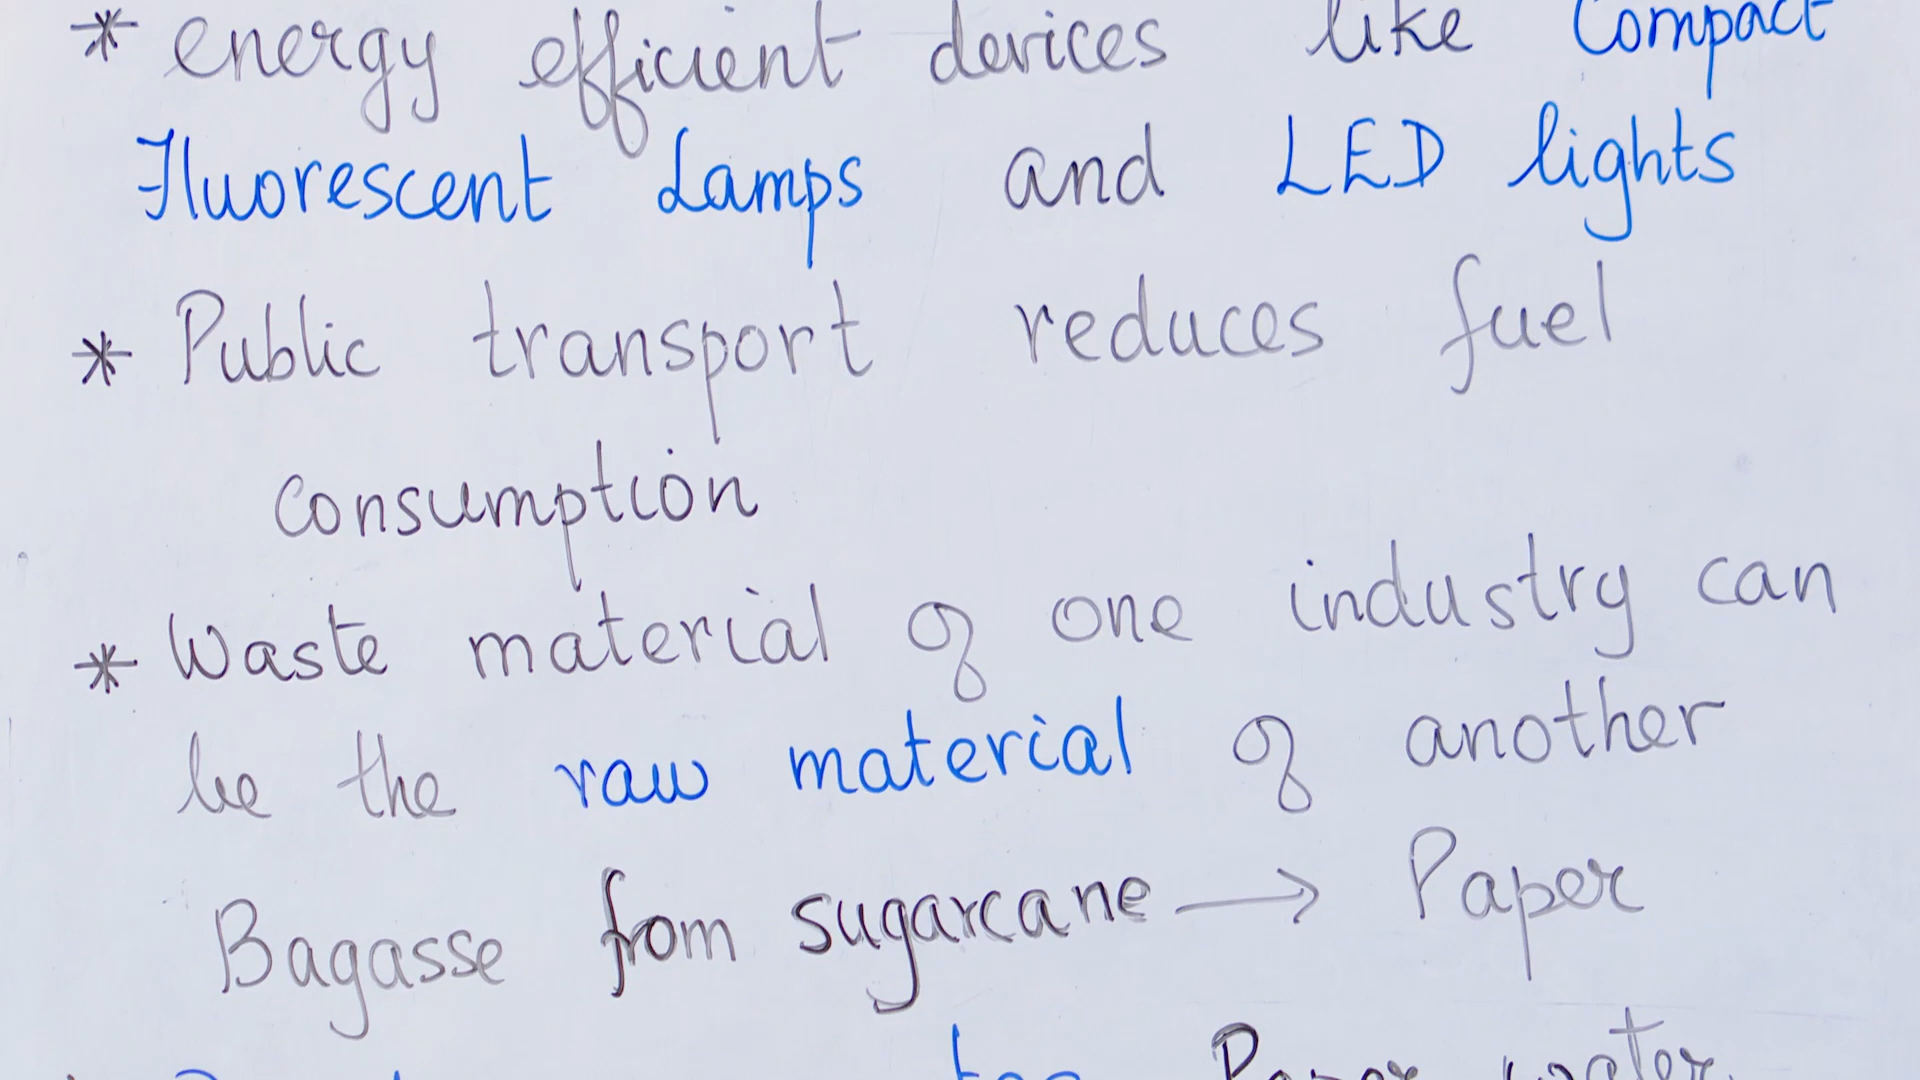 * energy efficient devices like Compact
Fluorescent Lamps and LED lights
* Public transport reduces fuel
consumption
* Waste material of one industry can
be the raw material of another
Bagasse from sugarcane → Paper